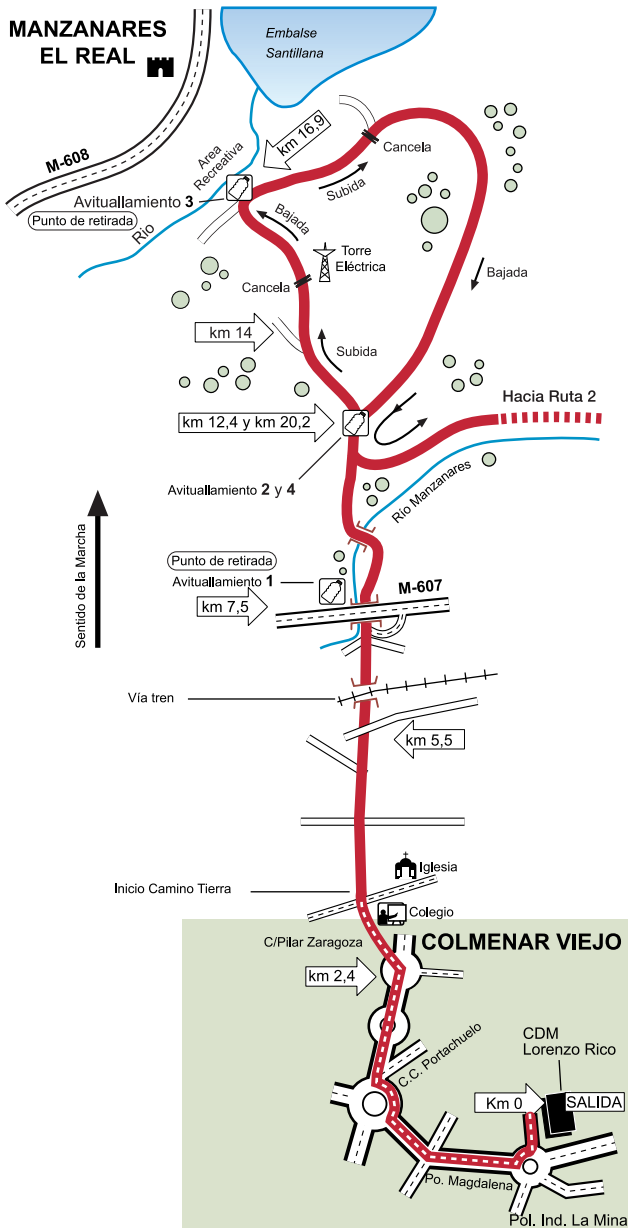 MANZANARES
EL REAL
Embalse
Santillana
M-608
Area
Recreativa
km 16,9
Cancela
Subida
Avituallamiento 3
Punto de retirada
Río
Bajada
Torre
Eléctrica
Cancela
Bajada
km 14
Subida
Hacia Ruta 2
km 12,4 y km 20,2
Avituallamiento 2 y 4
Río Manzanares
Sentido de la Marcha
Punto de retirada
Avituallamiento 1
km 7,5
M-607
Vía tren
km 5,5
Iglesia
Inicio Camino Tierra
Colegio
C/Pilar Zaragoza
COLMENAR VIEJO
km 2,4
C.C. Portachuelo
CDM
Lorenzo Rico
Km 0
SALIDA
Po. Magdalena
Pol. Ind. La Mina